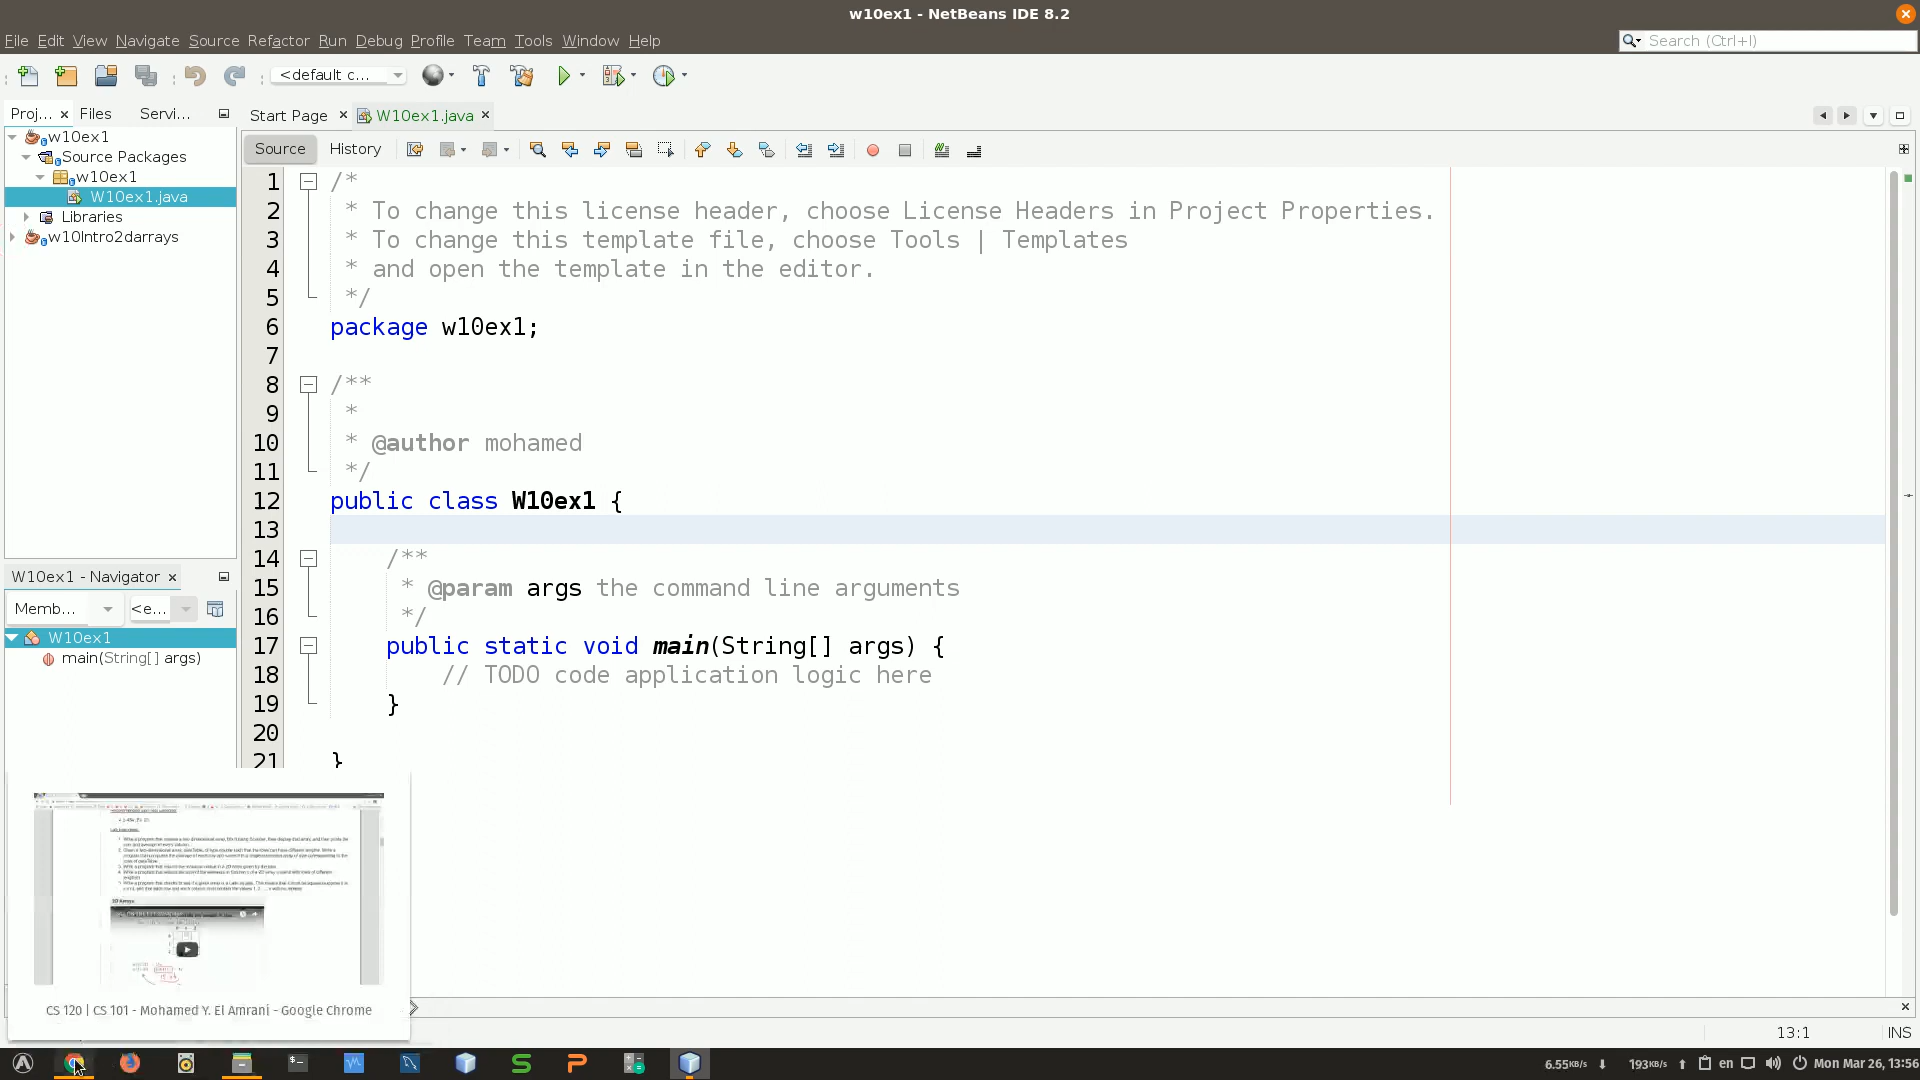 w10ex1 - NetBeans IDE 8.2
File Edit View Navigate Source Refactor Run Debug Profile Team Tools Window Help
Search (Ctrl+I)
<default c...
Proj... Files Servi...
Start Page W10ex1.java
w10ex1
Source Packages
w10ex1
W10ex1.java
Libraries
w10Intro2darrays
Source History
1 /*
2 * To change this license header, choose License Headers in Project Properties.
3 * To change this template file, choose Tools | Templates
4 * and open the template in the editor.
5 */
6 package w10ex1;
7
8 /**
9 *
10 * @author mohamed
11 */
12 public class W10ex1 {
13
14 /**
15 * @param args the command line arguments
16 */
17 public static void main(String[] args) {
18 // TODO code application logic here
19 }
20
21 }
W10ex1 - Navigator
Memb... <e...
W10ex1
main(String[] args)
2D Arrays
CS 120 | CS 101 - Mohamed Y. El Amrani - Google Chrome
13:1 INS
6.55KB/s 193KB/s en Mon Mar 26, 13:56